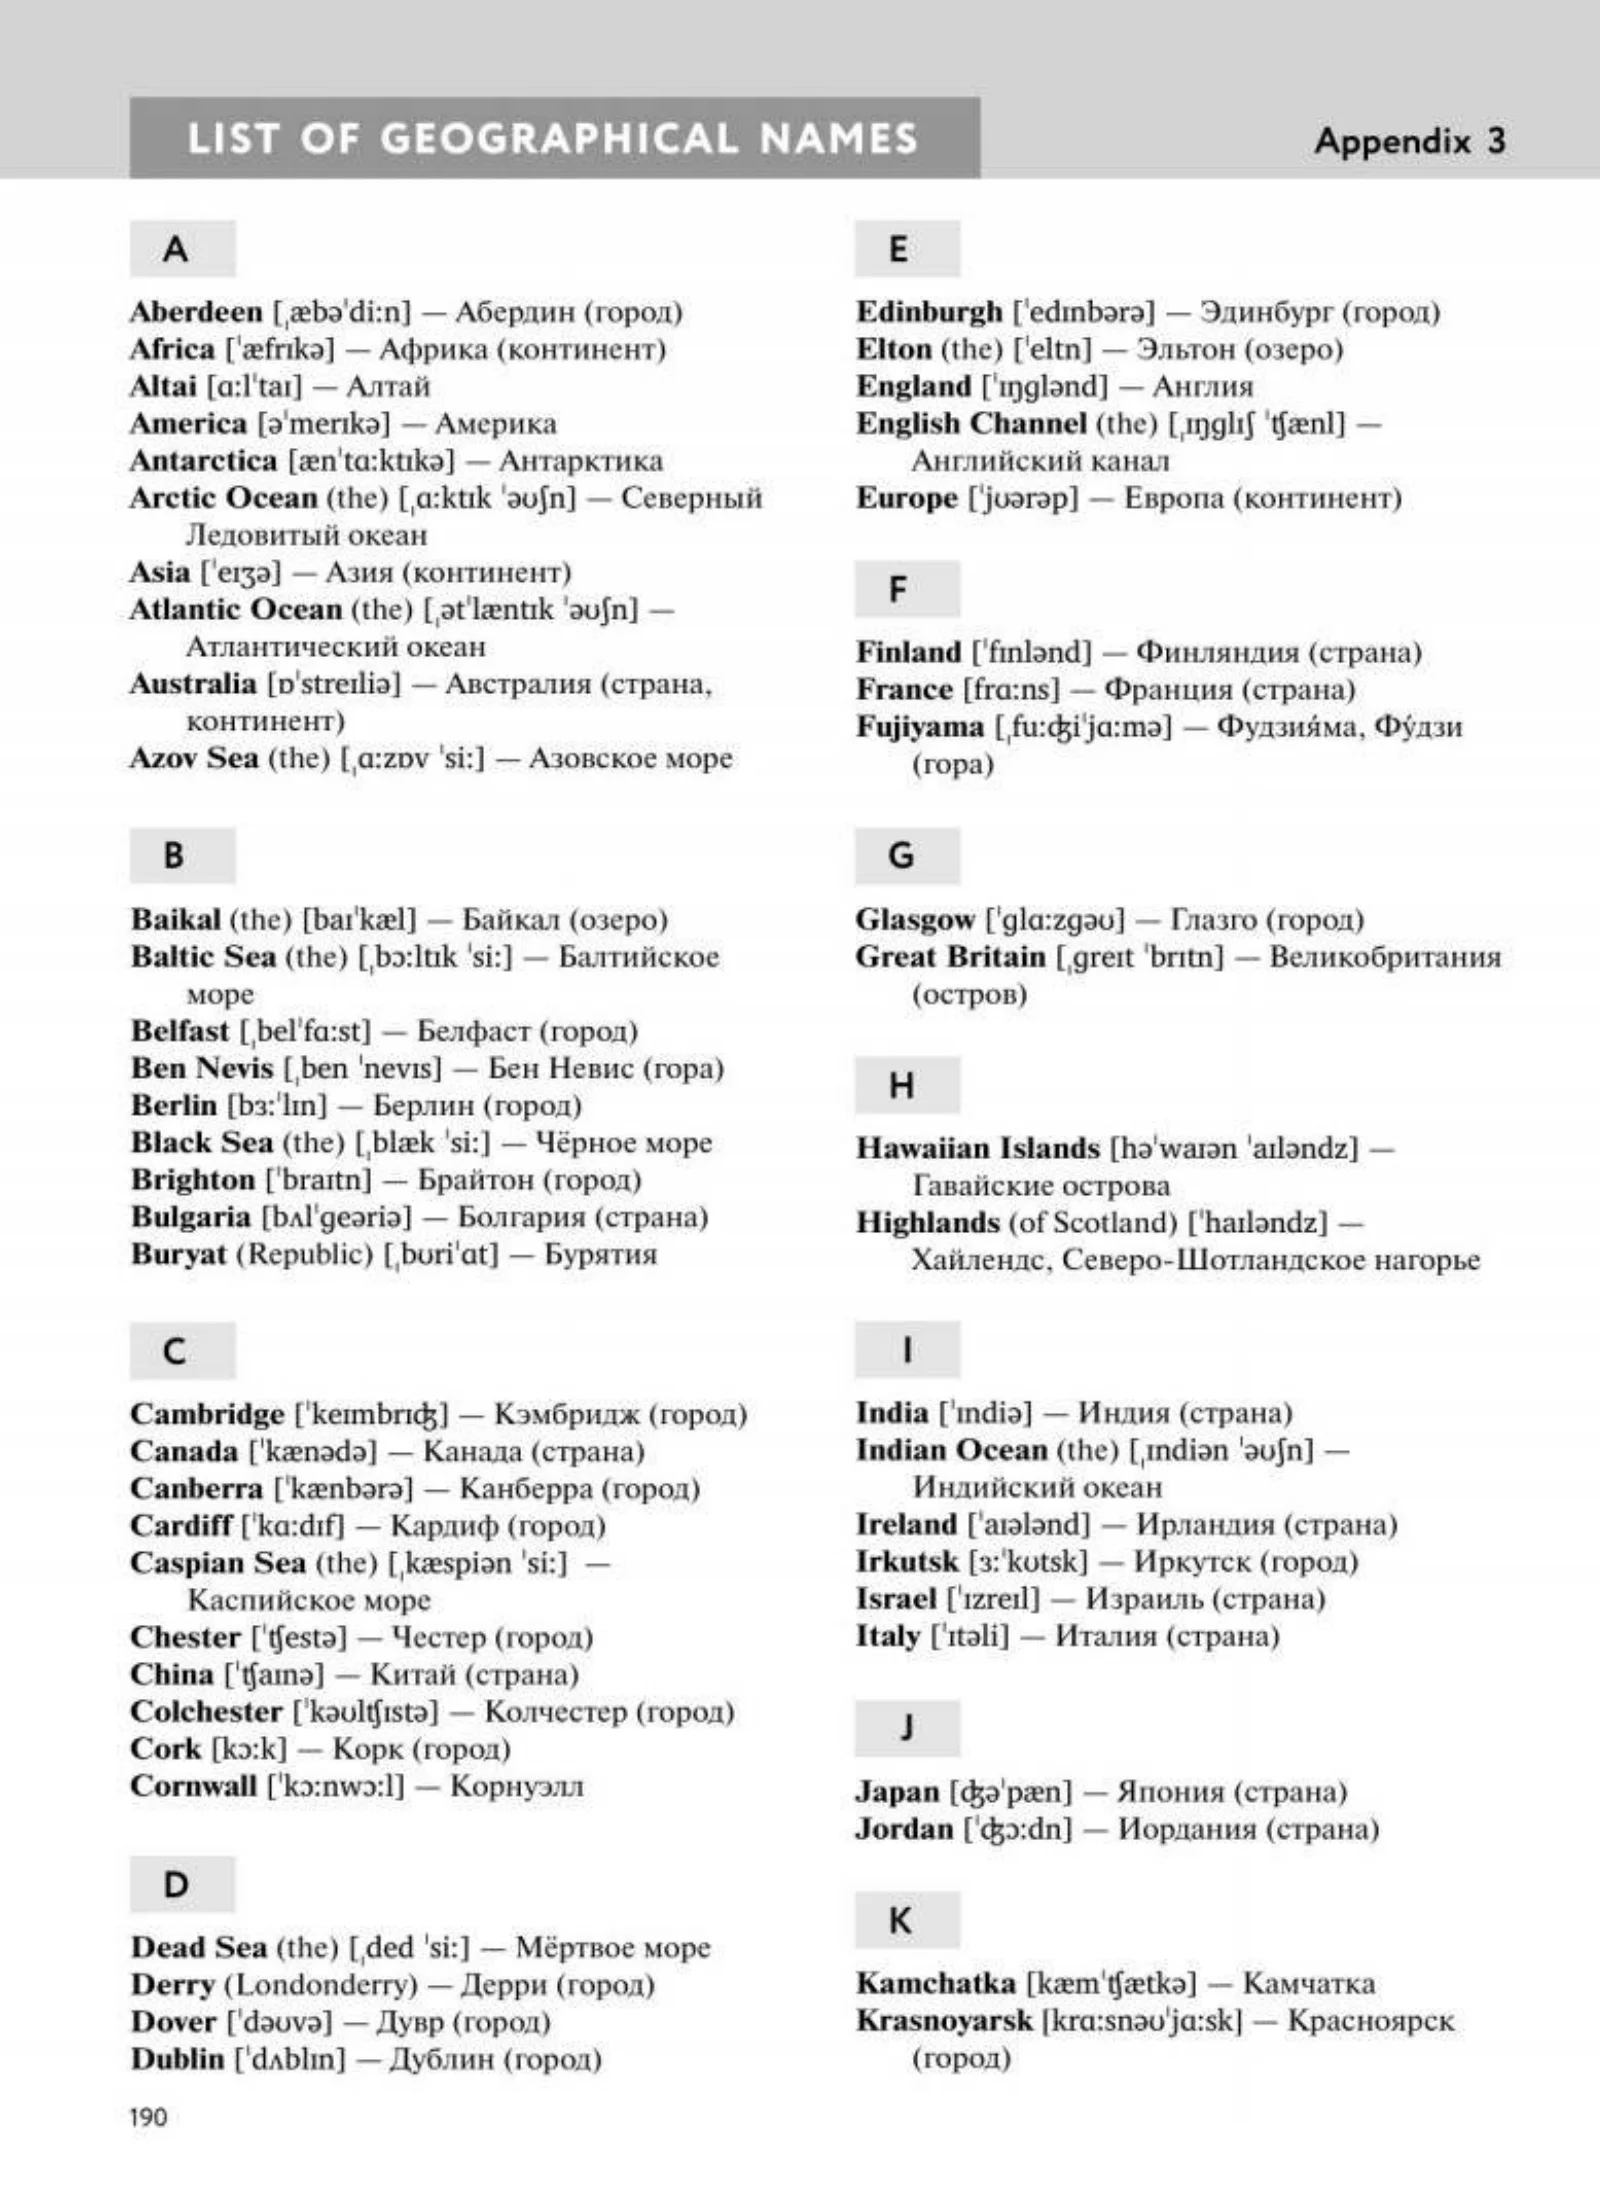 LIST OF GEOGRAPHICAL NAMES
Appendix 3
A
Aberdeen [ˌæbəˈdiːn] — Абердин (город)
Africa [ˈæfrɪkə] — Африка (континент)
Altai [ɑːlˈtaɪ] — Алтай
America [əˈmerɪkə] — Америка
Antarctica [ænˈtɑːktɪkə] — Антарктика
Arctic Ocean (the) [ˌɑːktɪk ˈəʊʃn] — Северный
Ледовитый океан
Asia [ˈeɪʒə] — Азия (континент)
Atlantic Ocean (the) [ˌətˈlæntɪk ˈəʊʃn] —
Атлантический океан
Australia [ɒˈstreɪliə] — Австралия (страна,
континент)
Azov Sea (the) [ˌɑːzɒv ˈsiː] — Азовское море
B
Baikal (the) [baɪˈkæl] — Байкал (озеро)
Baltic Sea (the) [ˌbɔːltɪk ˈsiː] — Балтийское
море
Belfast [ˌbelˈfɑːst] — Белфаст (город)
Ben Nevis [ˌben ˈnevɪs] — Бен Невис (гора)
Berlin [bɜːˈlɪn] — Берлин (город)
Black Sea (the) [ˌblæk ˈsiː] — Чёрное море
Brighton [ˈbraɪtn] — Брайтон (город)
Bulgaria [bʌlˈgeəriə] — Болгария (страна)
Buryat (Republic) [ˌbʊriˈɑt] — Бурятия
C
Cambridge [ˈkeɪmbrɪʤ] — Кэмбридж (город)
Canada [ˈkænədə] — Канада (страна)
Canberra [ˈkænbərə] — Канберра (город)
Cardiff [ˈkɑːdɪf] — Кардиф (город)
Caspian Sea (the) [ˌkæspiən ˈsiː] —
Каспийское море
Chester [ˈʧestə] — Честер (город)
China [ˈʧaɪnə] — Китай (страна)
Colchester [ˈkəʊlʧɪstə] — Колчестер (город)
Cork [kɔːk] — Корк (город)
Cornwall [ˈkɔːnwɔːl] — Корнуэлл
D
Dead Sea (the) [ˌded ˈsiː] — Мёртвое море
Derry (Londonderry) — Дерри (город)
Dover [ˈdəʊvə] — Дувр (город)
Dublin [ˈdʌblɪn] — Дублин (город)
190
E
Edinburgh [ˈedɪnbərə] — Эдинбург (город)
Elton (the) [ˈeltn] — Эльтон (озеро)
England [ˈɪŋglənd] — Англия
English Channel (the) [ˌɪŋglɪʃ ˈʧænl] —
Английский канал
Europe [ˈjʊərəp] — Европа (континент)
F
Finland [ˈfɪnlənd] — Финляндия (страна)
France [frɑːns] — Франция (страна)
Fujiyama [ˌfuːʤiˈjɑːmə] — Фудзия́ма, Фу́дзи
(гора)
G
Glasgow [ˈglɑːzgəʊ] — Глазго (город)
Great Britain [ˌgreɪt ˈbrɪtn] — Великобритания
(остров)
H
Hawaiian Islands [həˈwaɪən ˈaɪləndz] —
Гавайские острова
Highlands (of Scotland) [ˈhaɪləndz] —
Хайлендс, Северо-Шотландское нагорье
I
India [ˈɪndiə] — Индия (страна)
Indian Ocean (the) [ˌɪndiən ˈəʊʃn] —
Индийский океан
Ireland [ˈaɪələnd] — Ирландия (страна)
Irkutsk [ɜːˈkʊtsk] — Иркутск (город)
Israel [ˈɪzreɪl] — Израиль (страна)
Italy [ˈɪtəli] — Италия (страна)
J
Japan [ʤəˈpæn] — Япония (страна)
Jordan [ˈʤɔːdn] — Иордания (страна)
K
Kamchatka [kæmˈʧætkə] — Камчатка
Krasnoyarsk [krɑːsnəʊˈjɑːsk] — Красноярск
(город)